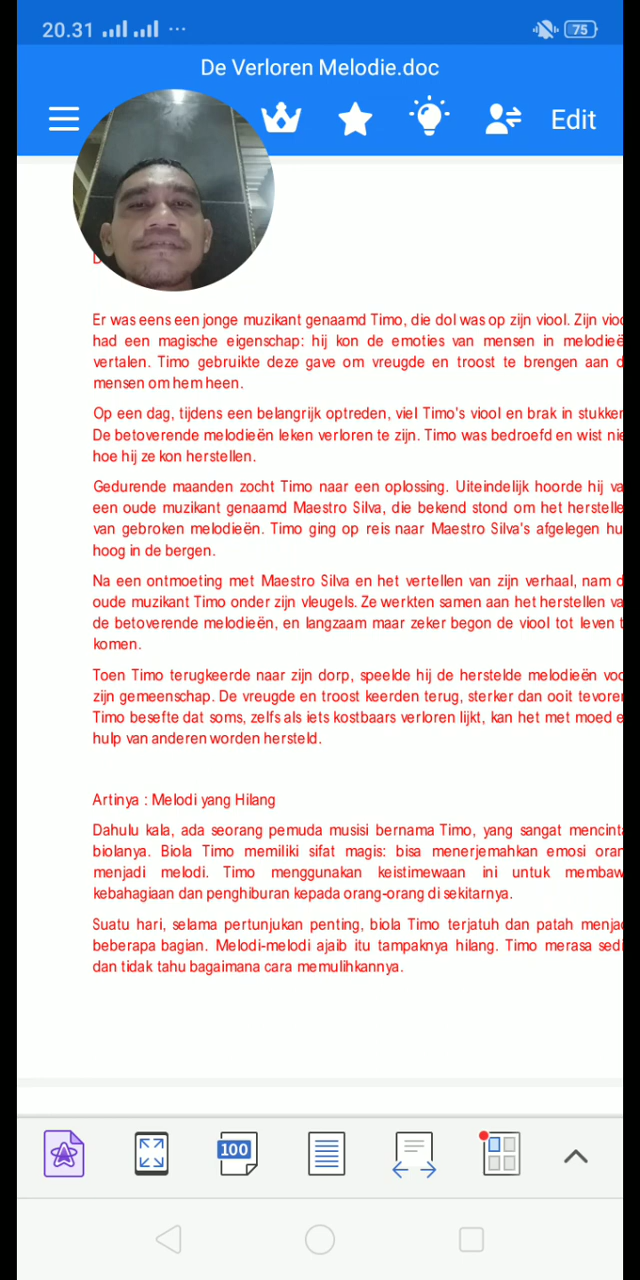 20.31
75
De Verloren Melodie.doc
Edit
Er was eens een jonge muzikant genaamd Timo, die dol was op zijn viool. Zijn
had een magische eigenschap: hij kon de emoties van mensen in
vertalen. Timo gebruikte deze gave om vreugde en troost te brengen aan
mensen om hem heen.
Op een dag, tijdens een belangrijk optreden, viel Timo's viool en brak in
De betoverende melodieën leken verloren te zijn. Timo was bedroefd en wist
hoe hij ze kon herstellen.
Gedurende maanden zocht Timo naar een oplossing. Uiteindelijk hoorde hij
een oude muzikant genaamd Maestro Silva, die bekend stond om het
van gebroken melodieën. Timo ging op reis naar Maestro Silva's afgelegen
hoog in de bergen.
Na een ontmoeting met Maestro Silva en het vertellen van zijn verhaal, nam
oude muzikant Timo onder zijn vleugels. Ze werkten samen aan het herstellen
de betoverende melodieën, en langzaam maar zeker begon de viool tot leven
komen.
Toen Timo terugkeerde naar zijn dorp, speelde hij de herstelde melodieën
zijn gemeenschap. De vreugde en troost keerden terug, sterker dan ooit
Timo besefte dat soms, zelfs als iets kostbaars verloren lijkt, kan het met moed
hulp van anderen worden hersteld.
Artinya : Melodi yang Hilang
Dahulu kala, ada seorang pemuda musisi bernama Timo, yang sangat
biolanya. Biola Timo memiliki sifat magis: bisa menerjemahkan emosi
menjadi melodi. Timo menggunakan keistimewaan ini untuk
kebahagiaan dan penghiburan kepada orang-orang di sekitarnya.
Suatu hari, selama pertunjukan penting, biola Timo terjatuh dan patah
beberapa bagian. Melodi-melodi ajaib itu tampaknya hilang. Timo merasa
dan tidak tahu bagaimana cara memulihkannya.
100